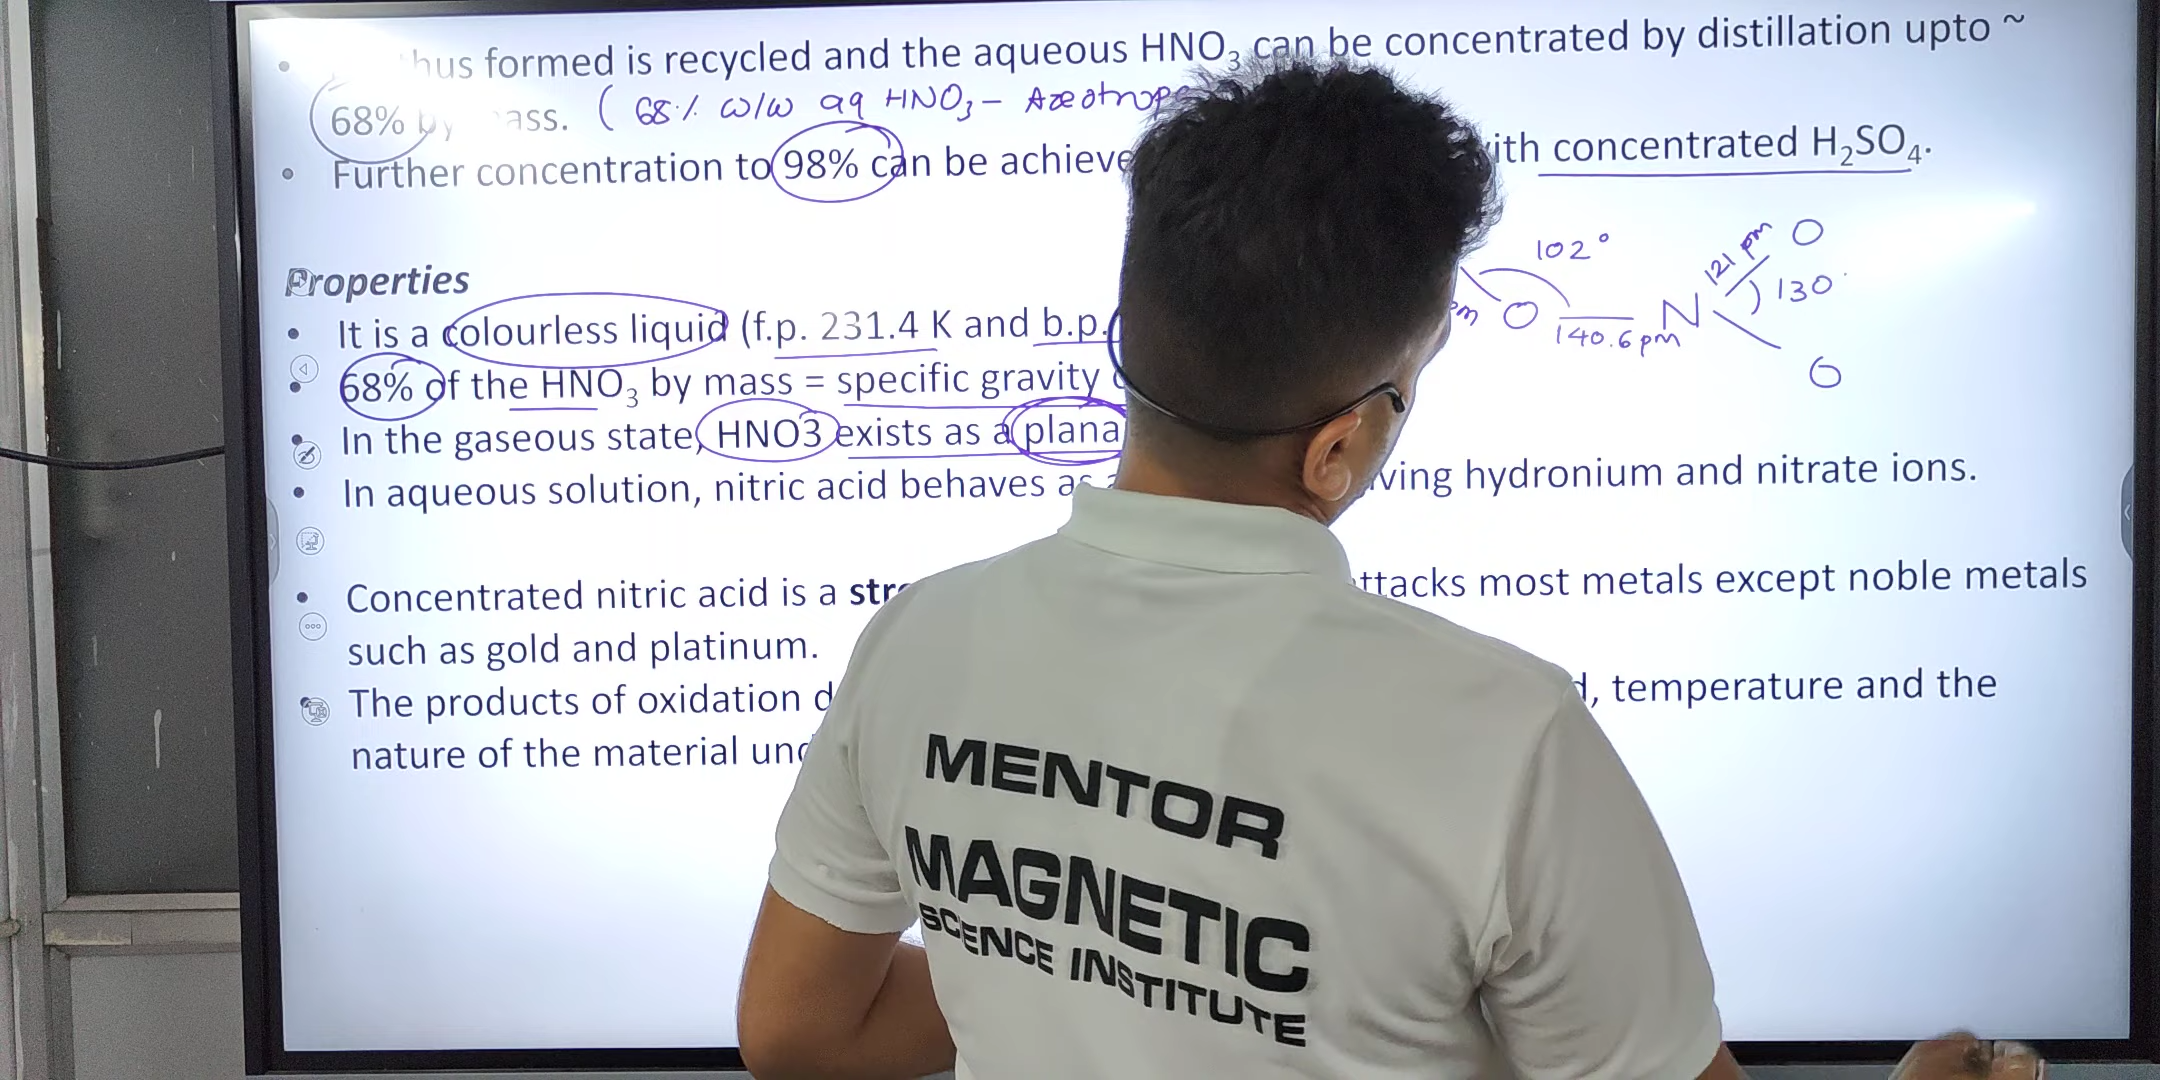 hus formed is recycled and the aqueous HNO₃ can be concentrated by distillation upto ~
68% by ass. ( 68% w/w aq HNO₃ - Azeotrope
Further concentration to 98% can be achieve ith concentrated H₂SO₄.
102°
121 pm O
O N 130
140.6 pm
O
Properties
It is a colourless liquid (f.p. 231.4 K and b.p.
68% of the HNO₃ by mass = specific gravity
In the gaseous state, HNO3 exists as a plana
In aqueous solution, nitric acid behaves as ving hydronium and nitrate ions.
Concentrated nitric acid is a str ttacks most metals except noble metals
such as gold and platinum.
The products of oxidation d , temperature and the
nature of the material und
MENTOR
MAGNETIC
SCENCE INSTITUTE